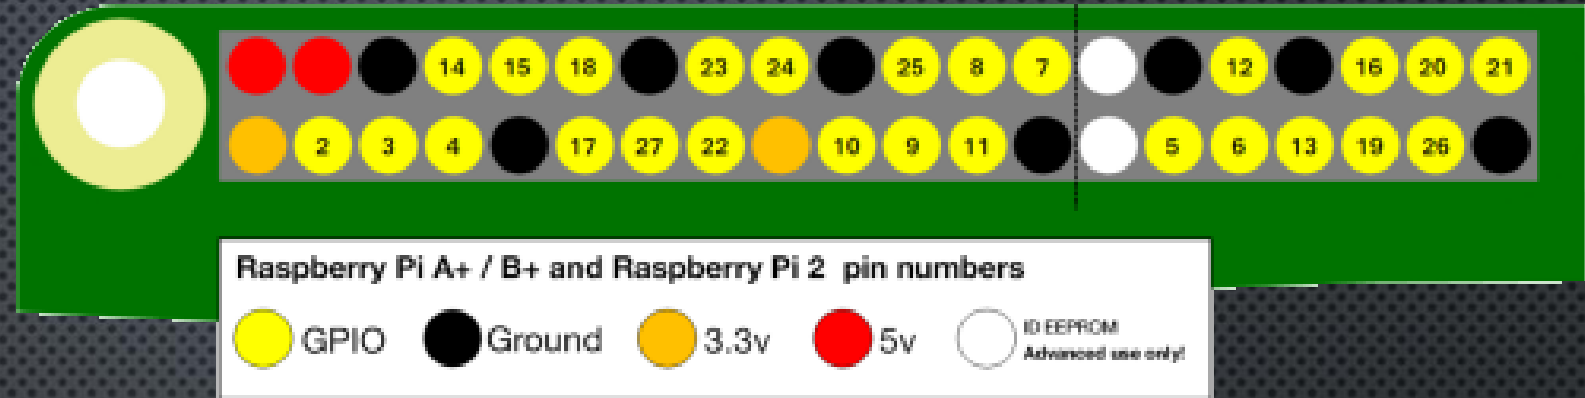 14 15 18 23 24 25 8 7 12 16 20 21
2 3 4 17 27 22 10 9 11 5 6 13 19 26
Raspberry Pi A+ / B+ and Raspberry Pi 2 pin numbers
GPIO Ground 3.3v 5v ID EEPROM
Advanced use only!